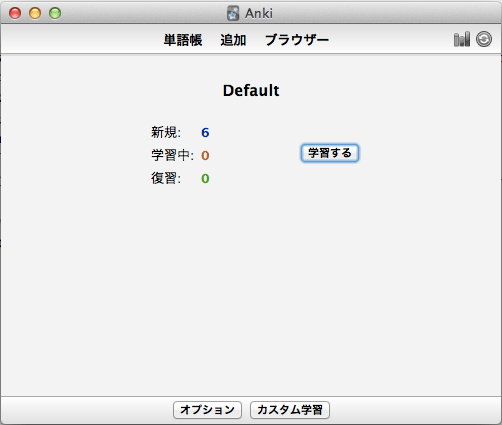 Anki
単語帳 追加 ブラウザー
Default
新規: 6
学習中: 0
学習する
復習: 0
オプション カスタム学習